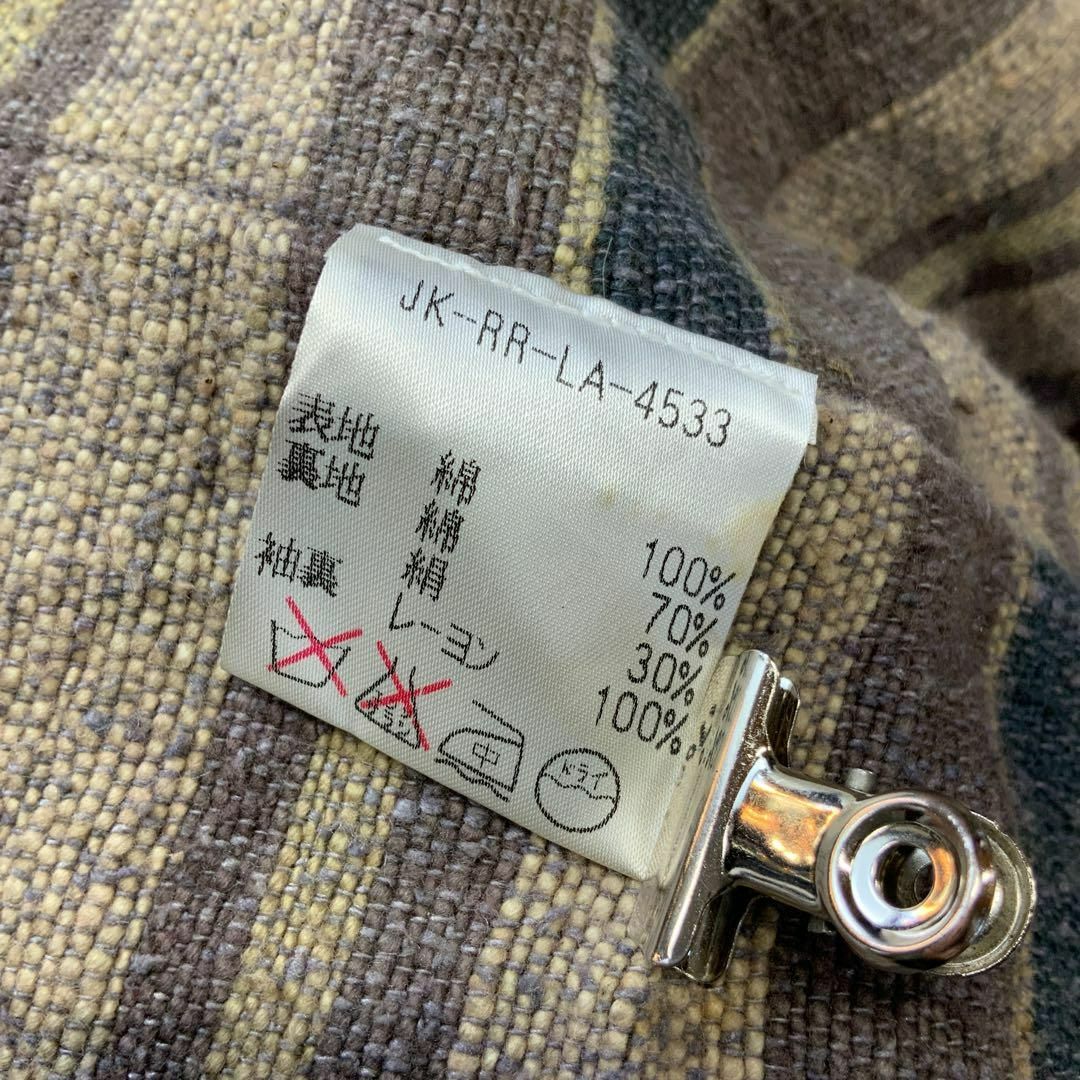 JK-RR-LA-4533
表地 綿 100%
裏地 綿 70%
絹 30%
袖裏 レーヨン 100%
中
ドライ